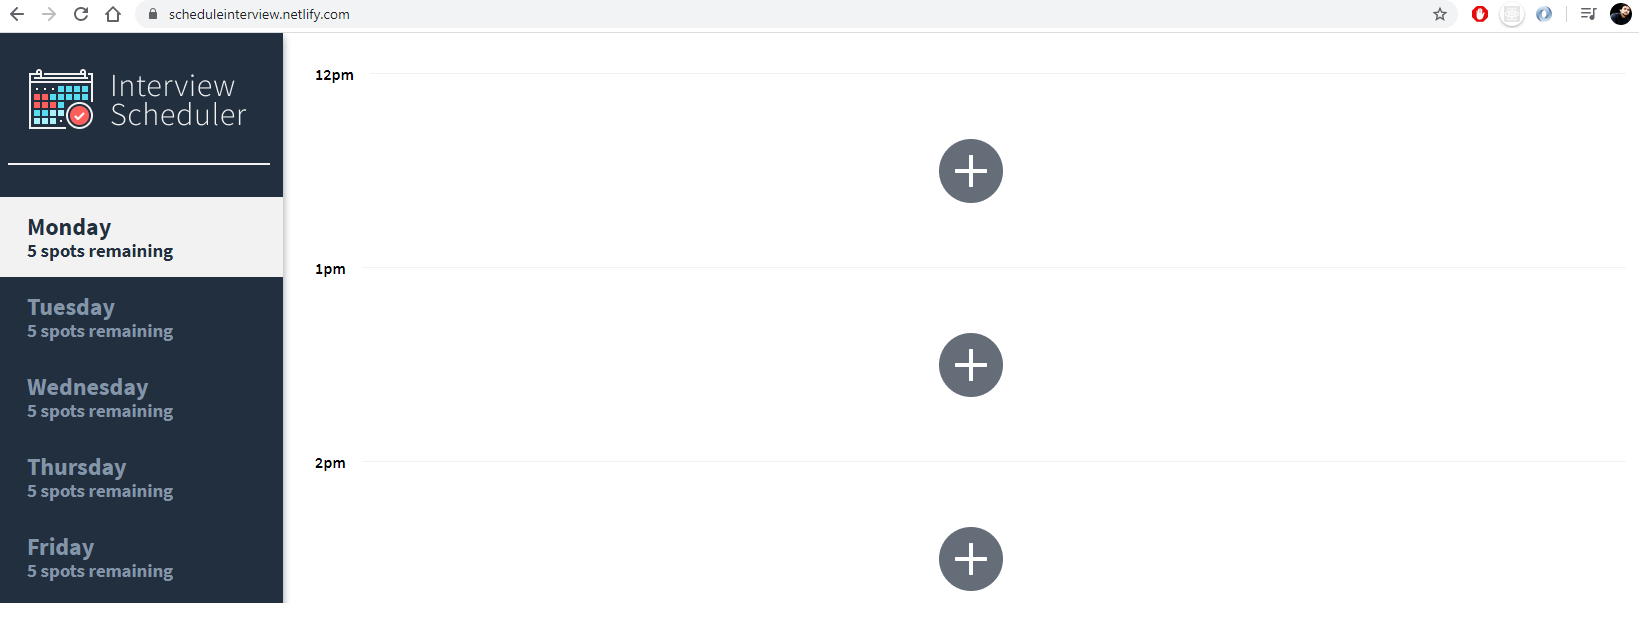 scheduleinterview.netlify.com
Interview
Scheduler
Monday
5 spots remaining
Tuesday
5 spots remaining
Wednesday
5 spots remaining
Thursday
5 spots remaining
Friday
5 spots remaining
12pm
1pm
2pm